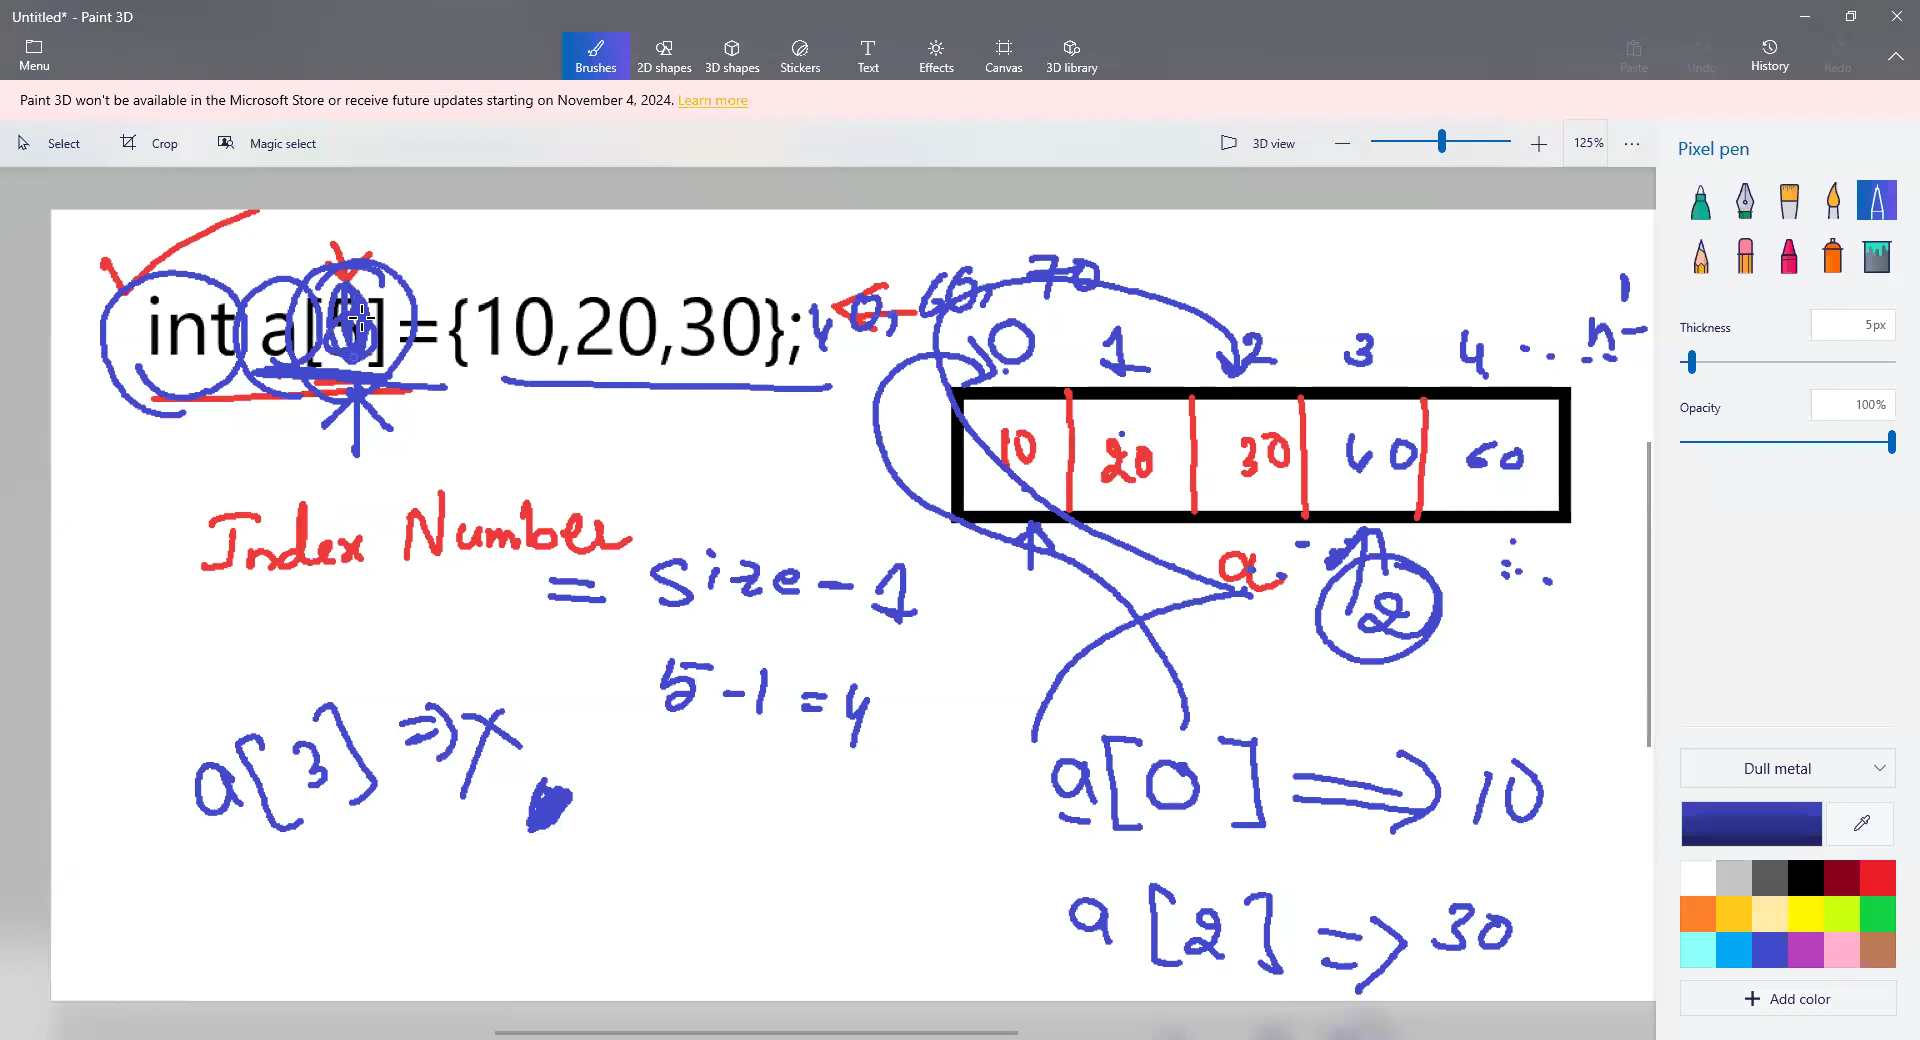 Untitled* - Paint 3D
Menu
Brushes
2D shapes
3D shapes
Stickers
Text
Effects
Canvas
3D library
Paste
Undo
History
Redo
Paint 3D won't be available in the Microsoft Store or receive future updates starting on November 4, 2024. Learn more
Select
Crop
Magic select
3D view
125%
Pixel pen
Thickness
5px
Opacity
100%
Dull metal
Add color
int a[ ]={10,20,30};
70
0 1 2 3 4 ... n-1
10 20 30 40 60
a
2
Index Number
= Size-1
5-1=4
a[3] => X
a[0] => 10
a[2] => 30